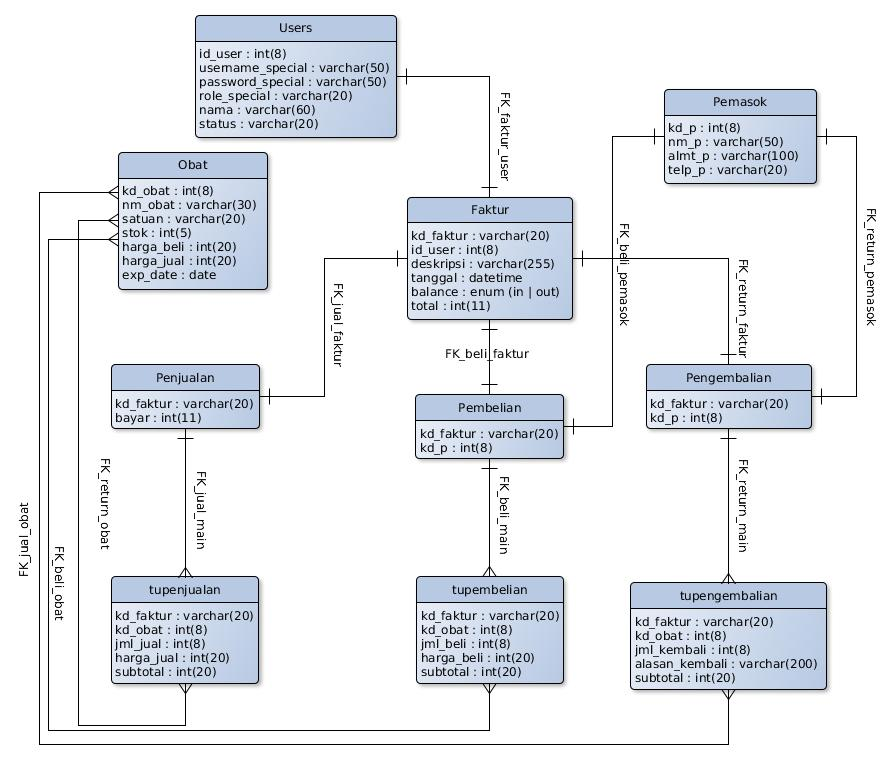 Users
id_user : int(8)
username_special : varchar(50)
password_special : varchar(50)
role_special : varchar(20)
nama : varchar(60)
status : varchar(20)
FK_faktur_user
Pemasok
kd_p : int(8)
nm_p : varchar(50)
almt_p : varchar(100)
telp_p : varchar(20)
Obat
kd_obat : int(8)
nm_obat : varchar(30)
satuan : varchar(20)
stok : int(5)
harga_beli : int(20)
harga_jual : int(20)
exp_date : date
Faktur
kd_faktur : varchar(20)
id_user : int(8)
deskripsi : varchar(255)
tanggal : datetime
balance : enum (in | out)
total : int(11)
FK_beli_pemasok
FK_return_faktur
FK_return_pemasok
FK_jual_faktur
FK_beli_faktur
Penjualan
kd_faktur : varchar(20)
bayar : int(11)
Pembelian
kd_faktur : varchar(20)
kd_p : int(8)
Pengembalian
kd_faktur : varchar(20)
kd_p : int(8)
FK_jual_obat
FK_beli_obat
FK_return_obat
FK_jual_main
FK_beli_main
FK_return_main
tupenjualan
kd_faktur : varchar(20)
kd_obat : int(8)
jml_jual : int(8)
harga_jual : int(20)
subtotal : int(20)
tupembelian
kd_faktur : varchar(20)
kd_obat : int(8)
jml_beli : int(8)
harga_beli : int(20)
subtotal : int(20)
tupengembalian
kd_faktur : varchar(20)
kd_obat : int(8)
jml_kembali : int(8)
alasan_kembali : varchar(200)
subtotal : int(20)